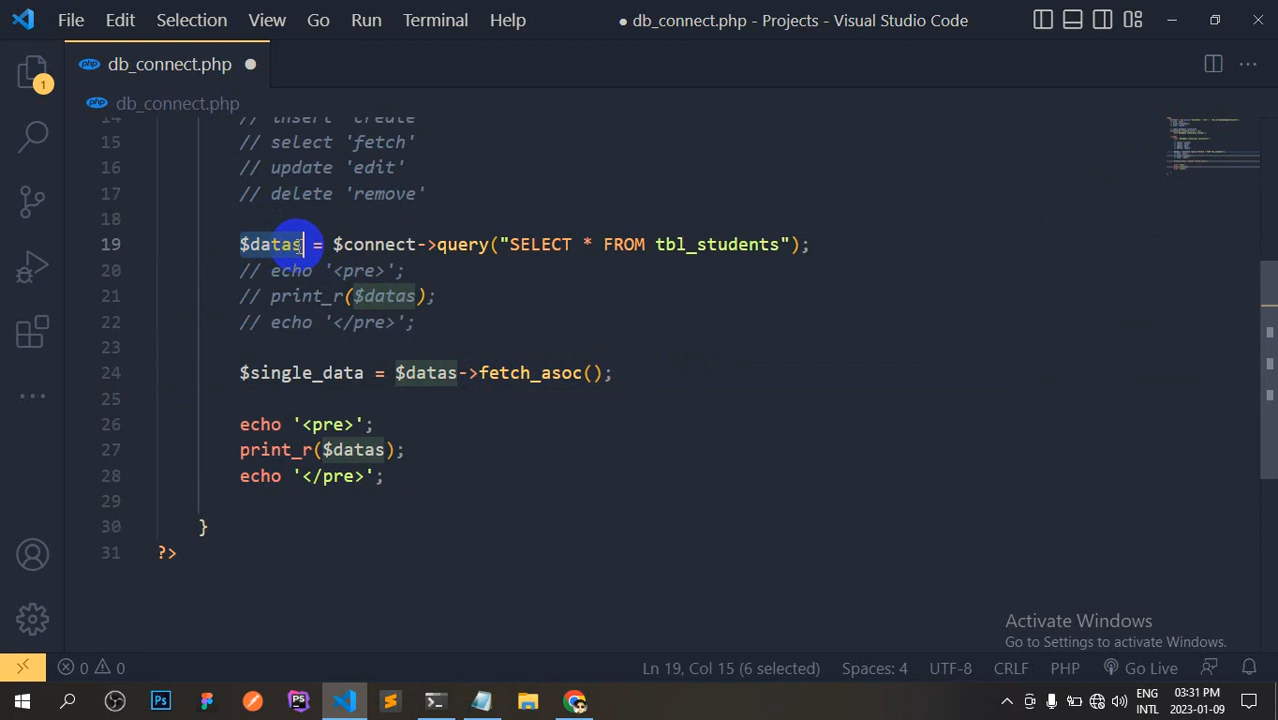 File Edit Selection View Go Run Terminal Help ● db_connect.php - Projects - Visual Studio Code
db_connect.php
db_connect.php
14 // insert 'create'
15 // select 'fetch'
16 // update 'edit'
17 // delete 'remove'
18
19 $datas = $connect->query("SELECT * FROM tbl_students");
20 // echo '<pre>';
21 // print_r($datas);
22 // echo '</pre>';
23
24 $single_data = $datas->fetch_asoc();
25
26 echo '<pre>';
27 print_r($datas);
28 echo '</pre>';
29
30 }
31 ?>
1
Activate Windows
Go to Settings to activate Windows.
0 0 Ln 19, Col 15 (6 selected) Spaces: 4 UTF-8 CRLF PHP Go Live
Ps PS ENG 03:31 PM
INTL 2023-01-09